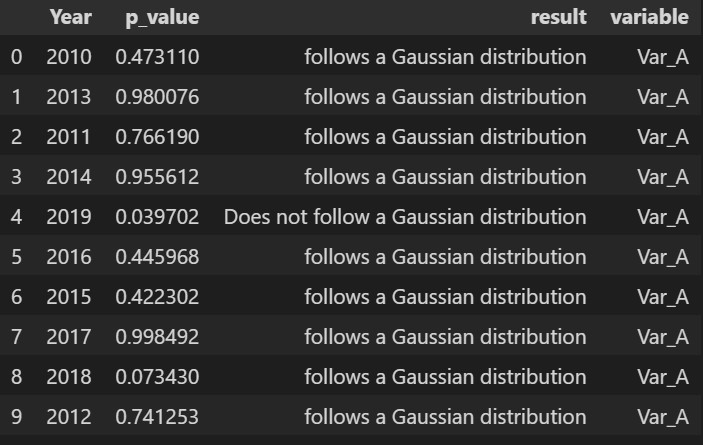 Year p_value result variable
0 2010 0.473110 follows a Gaussian distribution Var_A
1 2013 0.980076 follows a Gaussian distribution Var_A
2 2011 0.766190 follows a Gaussian distribution Var_A
3 2014 0.955612 follows a Gaussian distribution Var_A
4 2019 0.039702 Does not follow a Gaussian distribution Var_A
5 2016 0.445968 follows a Gaussian distribution Var_A
6 2015 0.422302 follows a Gaussian distribution Var_A
7 2017 0.998492 follows a Gaussian distribution Var_A
8 2018 0.073430 follows a Gaussian distribution Var_A
9 2012 0.741253 follows a Gaussian distribution Var_A